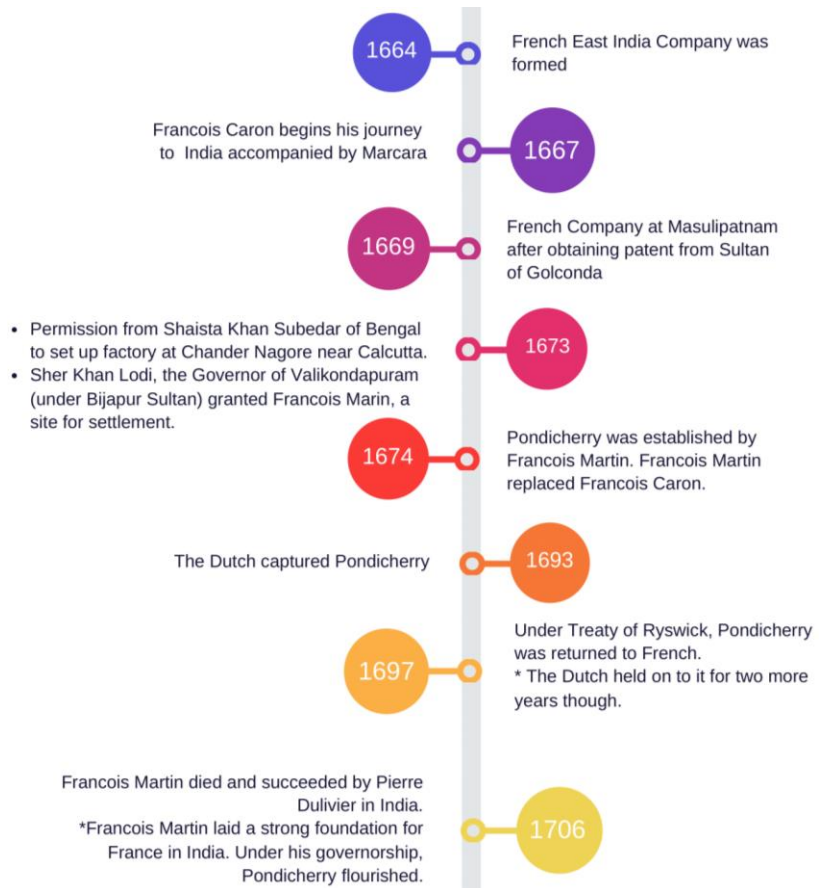 1664
French East India Company was
formed
Francois Caron begins his journey
to India accompanied by Marcara
1667
1669
French Company at Masulipatnam
after obtaining patent from Sultan
of Golconda
• Permission from Shaista Khan Subedar of Bengal
to set up factory at Chander Nagore near Calcutta.
• Sher Khan Lodi, the Governor of Valikondapuram
(under Bijapur Sultan) granted Francois Marin, a
site for settlement.
1673
1674
Pondicherry was established by
Francois Martin. Francois Martin
replaced Francois Caron.
The Dutch captured Pondicherry
1693
1697
Under Treaty of Ryswick, Pondicherry
was returned to French.
* The Dutch held on to it for two more
years though.
Francois Martin died and succeeded by Pierre
Dulivier in India.
*Francois Martin laid a strong foundation for
France in India. Under his governorship,
Pondicherry flourished.
1706